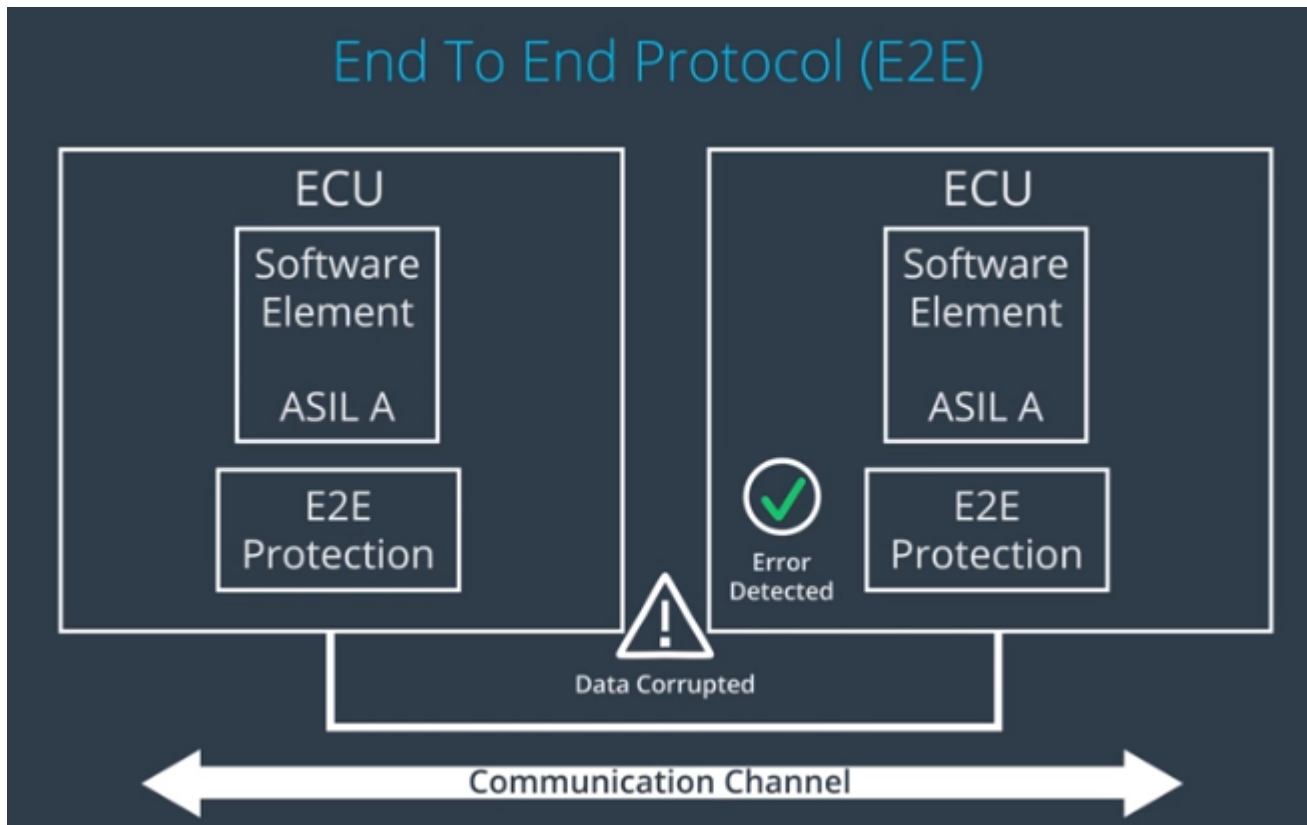 End To End Protocol (E2E)
ECU
Software
Element
ASIL A
E2E
Protection
ECU
Software
Element
ASIL A
Error
Detected
E2E
Protection
Data Corrupted
Communication Channel